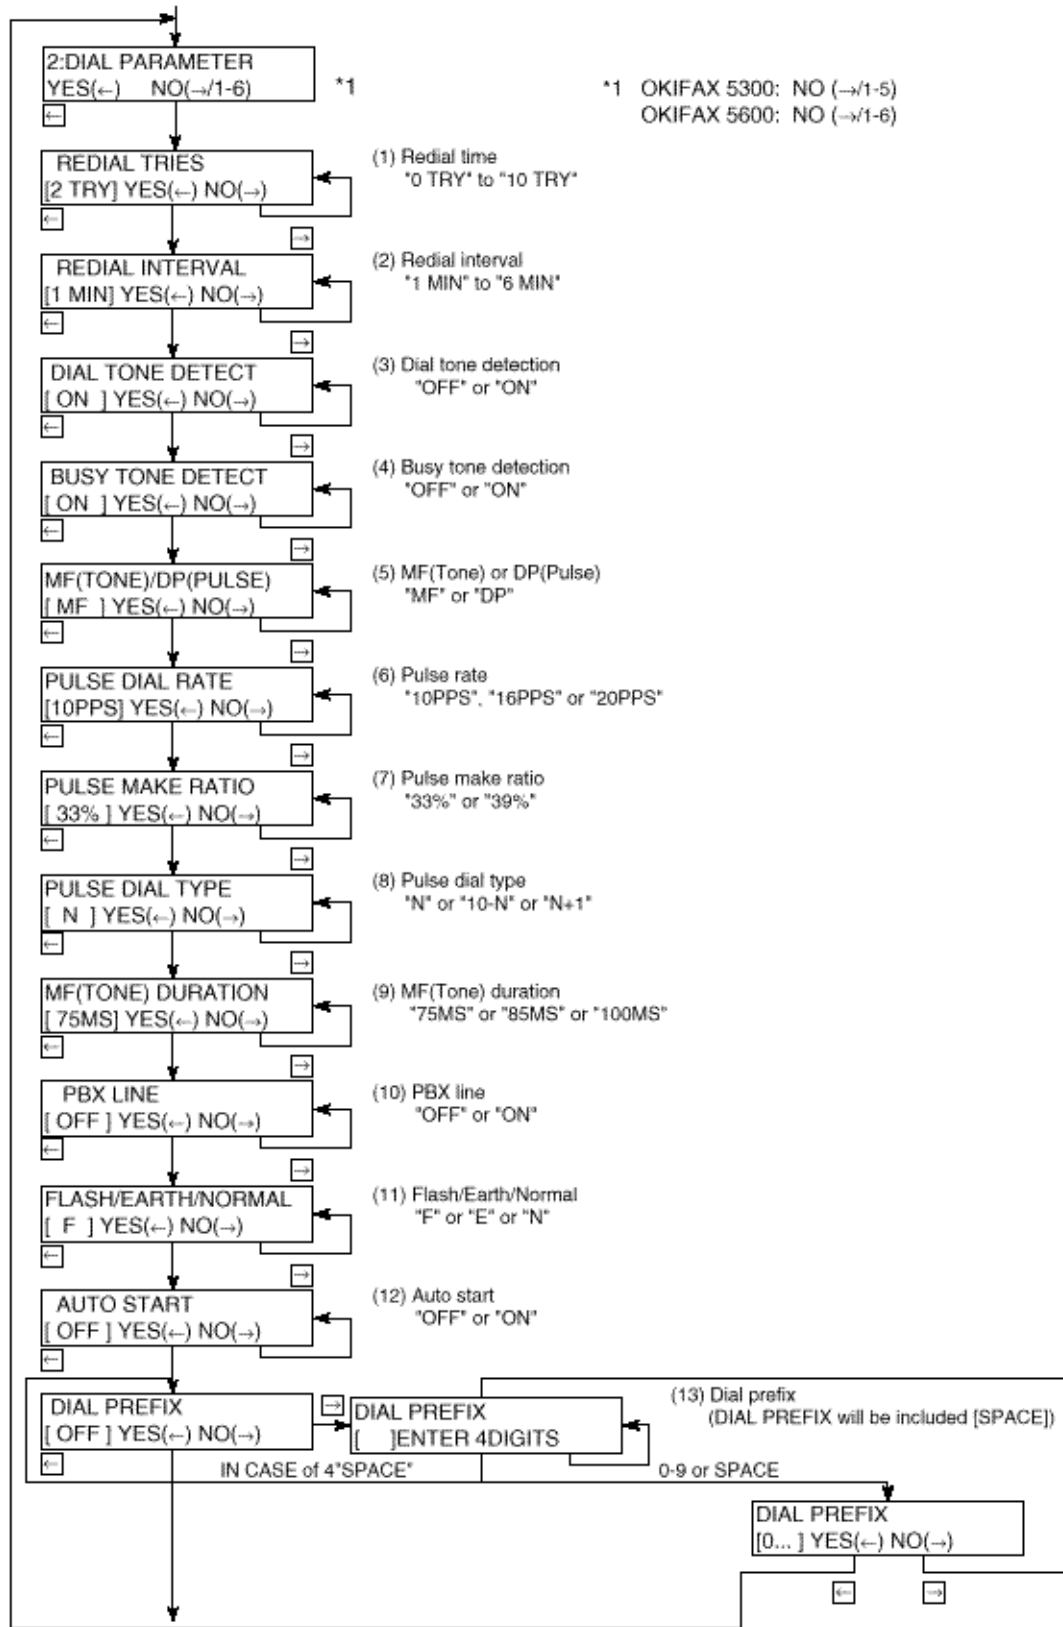 2:DIAL PARAMETER
YES(←) NO(→/1-6)
*1
*1 OKIFAX 5300: NO (→/1-5)
OKIFAX 5600: NO (→/1-6)
←
REDIAL TRIES
[2 TRY] YES(←) NO(→)
(1) Redial time
"0 TRY" to "10 TRY"
←
→
REDIAL INTERVAL
[1 MIN] YES(←) NO(→)
(2) Redial interval
"1 MIN" to "6 MIN"
←
→
DIAL TONE DETECT
[ ON ] YES(←) NO(→)
(3) Dial tone detection
"OFF" or "ON"
←
→
BUSY TONE DETECT
[ ON ] YES(←) NO(→)
(4) Busy tone detection
"OFF" or "ON"
←
→
MF(TONE)/DP(PULSE)
[ MF ] YES(←) NO(→)
(5) MF(Tone) or DP(Pulse)
"MF" or "DP"
←
→
PULSE DIAL RATE
[10PPS] YES(←) NO(→)
(6) Pulse rate
"10PPS", "16PPS" or "20PPS"
←
→
PULSE MAKE RATIO
[ 33% ] YES(←) NO(→)
(7) Pulse make ratio
"33%" or "39%"
←
→
PULSE DIAL TYPE
[ N ] YES(←) NO(→)
(8) Pulse dial type
"N" or "10-N" or "N+1"
←
→
MF(TONE) DURATION
[ 75MS] YES(←) NO(→)
(9) MF(Tone) duration
"75MS" or "85MS" or "100MS"
←
→
PBX LINE
[ OFF ] YES(←) NO(→)
(10) PBX line
"OFF" or "ON"
←
→
FLASH/EARTH/NORMAL
[ F ] YES(←) NO(→)
(11) Flash/Earth/Normal
"F" or "E" or "N"
←
→
AUTO START
[ OFF ] YES(←) NO(→)
(12) Auto start
"OFF" or "ON"
←
DIAL PREFIX
[ OFF ] YES(←) NO(→)
→
DIAL PREFIX
[ ]ENTER 4DIGITS
(13) Dial prefix
(DIAL PREFIX will be included [SPACE])
←
IN CASE of 4"SPACE"
0-9 or SPACE
DIAL PREFIX
[0... ] YES(←) NO(→)
←
→